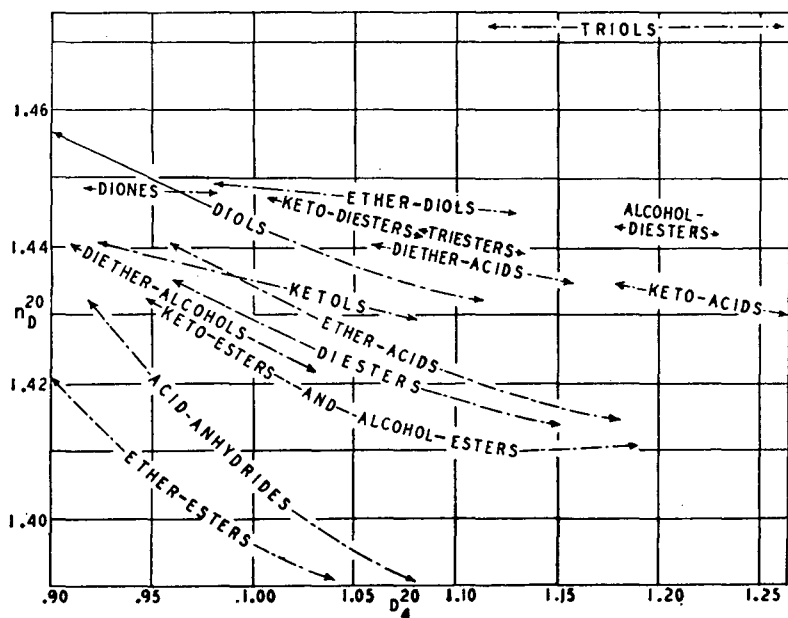 TRIOLS
1.46
DIONES
ETHER-DIOLS
DIOLS
KETO-DIESTERS
TRIESTERS
ALCOHOL-
DIESTERS
1.44
DIETHER-ACIDS
DIETHER-ALCOHOLS
KETOLS
KETO-ACIDS
n20D
ETHER-ACIDS
DIESTERS
KETO-ESTERS AND ALCOHOL-ESTERS
1.42
ACID-ANHYDRIDES
ETHER-ESTERS
1.40
.90 .95 .1.00 1.05 D204 1.10 1.15 1.20 1.25